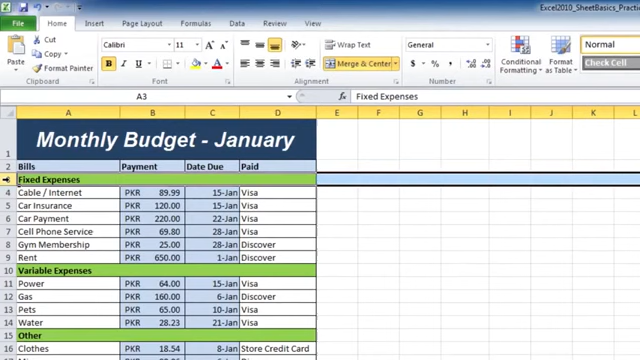 Excel2010_SheetBasics_Practic
File Home Insert Page Layout Formulas Data Review View
Cut
Copy
Format Painter
Paste
Clipboard
Calibri 11
B I U
Font
Wrap Text
Merge & Center
Alignment
General
$ % ,
Number
Conditional Formatting
Format as Table
Normal
Check Cell
A3 fx Fixed Expenses
A B C D E F G H I J K L
1 Monthly Budget - January
2 Bills Payment Date Due Paid
Fixed Expenses
4 Cable / Internet PKR 89.99 15-Jan Visa
5 Car Insurance PKR 120.00 15-Jan Visa
6 Car Payment PKR 220.00 22-Jan Visa
7 Cell Phone Service PKR 69.80 28-Jan Visa
8 Gym Membership PKR 25.00 28-Jan Discover
9 Rent PKR 650.00 1-Jan Visa
10 Variable Expenses
11 Power PKR 64.00 15-Jan Visa
12 Gas PKR 160.00 6-Jan Discover
13 Pets PKR 65.00 10-Jan Visa
14 Water PKR 28.23 21-Jan Visa
15 Other
16 Clothes PKR 18.54 8-Jan Store Credit Card